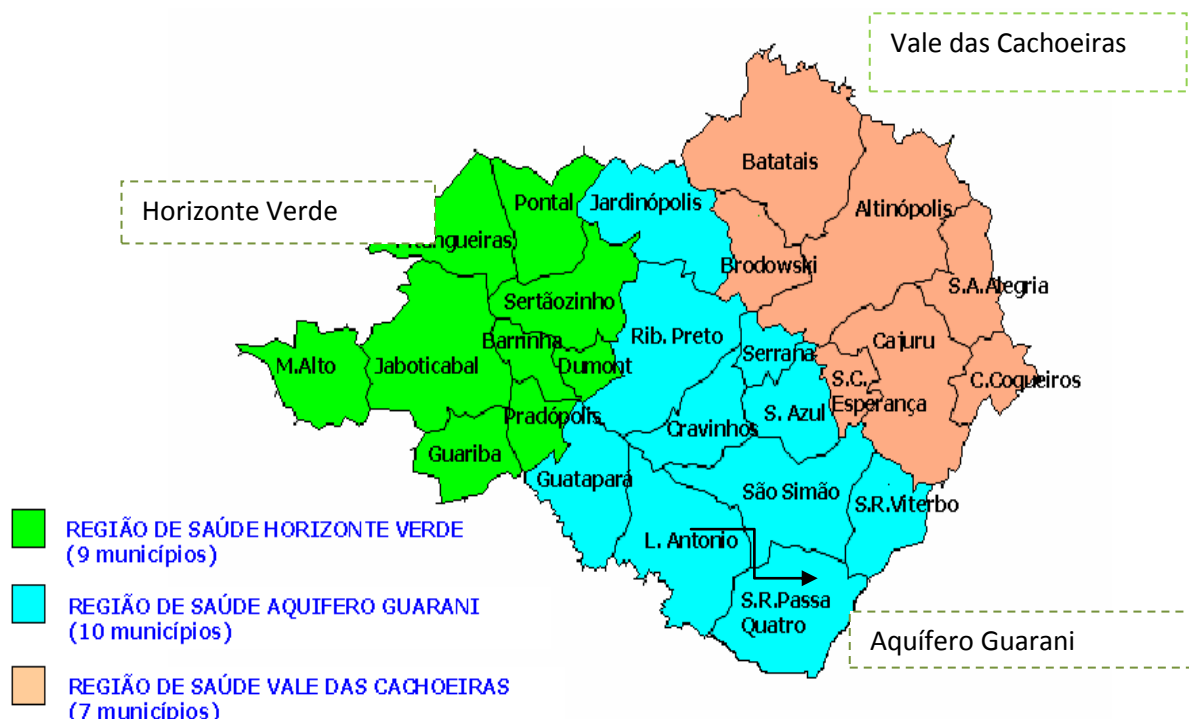 Vale das Cachoeiras
Horizonte Verde
Batatais
Pontal
Jardinópolis
Altinópolis
Brodowski
S.A.Alegria
Sertãozinho
Rib. Preto
Barrinha
Serrana
Cajuru
M.Alto
Jaboticabal
Dumont
S.C.
Esperança
C.Coqueiros
Pradópolis
Cravinhos
S. Azul
Guariba
Guatapará
São Simão
S.R.Viterbo
L. Antonio
S.R.Passa
Quatro
Aquífero Guarani
REGIÃO DE SAÚDE HORIZONTE VERDE
(9 municípios)
REGIÃO DE SAÚDE AQUIFERO GUARANI
(10 municípios)
REGIÃO DE SAÚDE VALE DAS CACHOEIRAS
(7 municípios)